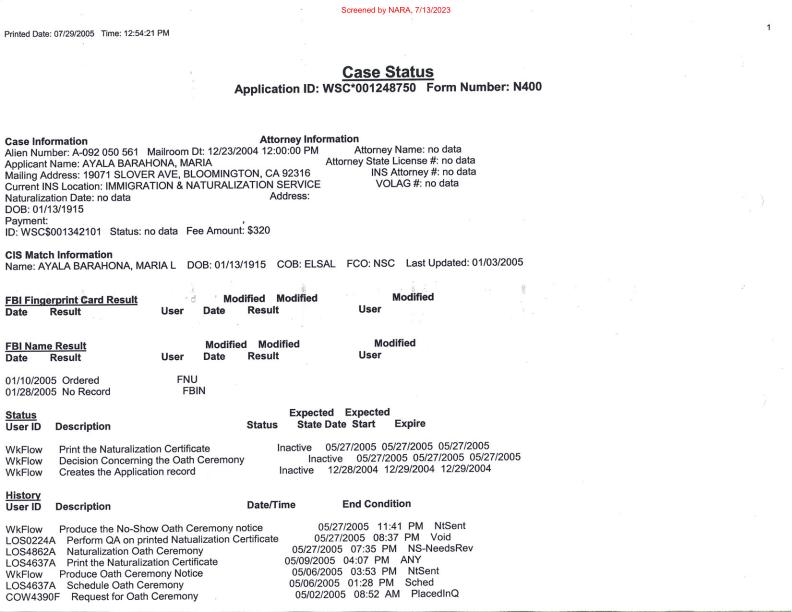 Screened by NARA, 7/13/2023
Printed Date: 07/29/2005 Time: 12:54:21 PM 1
Case Status
Application ID: WSC*001248750 Form Number: N400
Case Information Attorney Information
Alien Number: A-092 050 561 Mailroom Dt: 12/23/2004 12:00:00 PM Attorney Name: no data
Applicant Name: AYALA BARAHONA, MARIA Attorney State License #: no data
Mailing Address: 19071 SLOVER AVE, BLOOMINGTON, CA 92316 INS Attorney #: no data
Current INS Location: IMMIGRATION & NATURALIZATION SERVICE VOLAG #: no data
Naturalization Date: no data Address:
DOB: 01/13/1915
Payment:
ID: WSC$001342101 Status: no data Fee Amount: $320
CIS Match Information
Name: AYALA BARAHONA, MARIA L DOB: 01/13/1915 COB: ELSAL FCO: NSC Last Updated: 01/03/2005
FBI Fingerprint Card Result Modified Modified Modified
Date Result User Date Result User
FBI Name Result Modified Modified Modified
Date Result User Date Result User
01/10/2005 Ordered FNU
01/28/2005 No Record FBIN
Status Expected Expected
User ID Description Status State Date Start Expire
WkFlow Print the Naturalization Certificate Inactive 05/27/2005 05/27/2005 05/27/2005
WkFlow Decision Concerning the Oath Ceremony Inactive 05/27/2005 05/27/2005 05/27/2005
WkFlow Creates the Application record Inactive 12/28/2004 12/29/2004 12/29/2004
History
User ID Description Date/Time End Condition
WkFlow Produce the No-Show Oath Ceremony notice 05/27/2005 11:41 PM NtSent
LOS0224A Perform QA on printed Natualization Certificate 05/27/2005 08:37 PM Void
LOS4862A Naturalization Oath Ceremony 05/27/2005 07:35 PM NS-NeedsRev
LOS4637A Print the Naturalization Certificate 05/09/2005 04:07 PM ANY
WkFlow Produce Oath Ceremony Notice 05/06/2005 03:53 PM NtSent
LOS4637A Schedule Oath Ceremony 05/06/2005 01:28 PM Sched
COW4390F Request for Oath Ceremony 05/02/2005 08:52 AM PlacedInQ